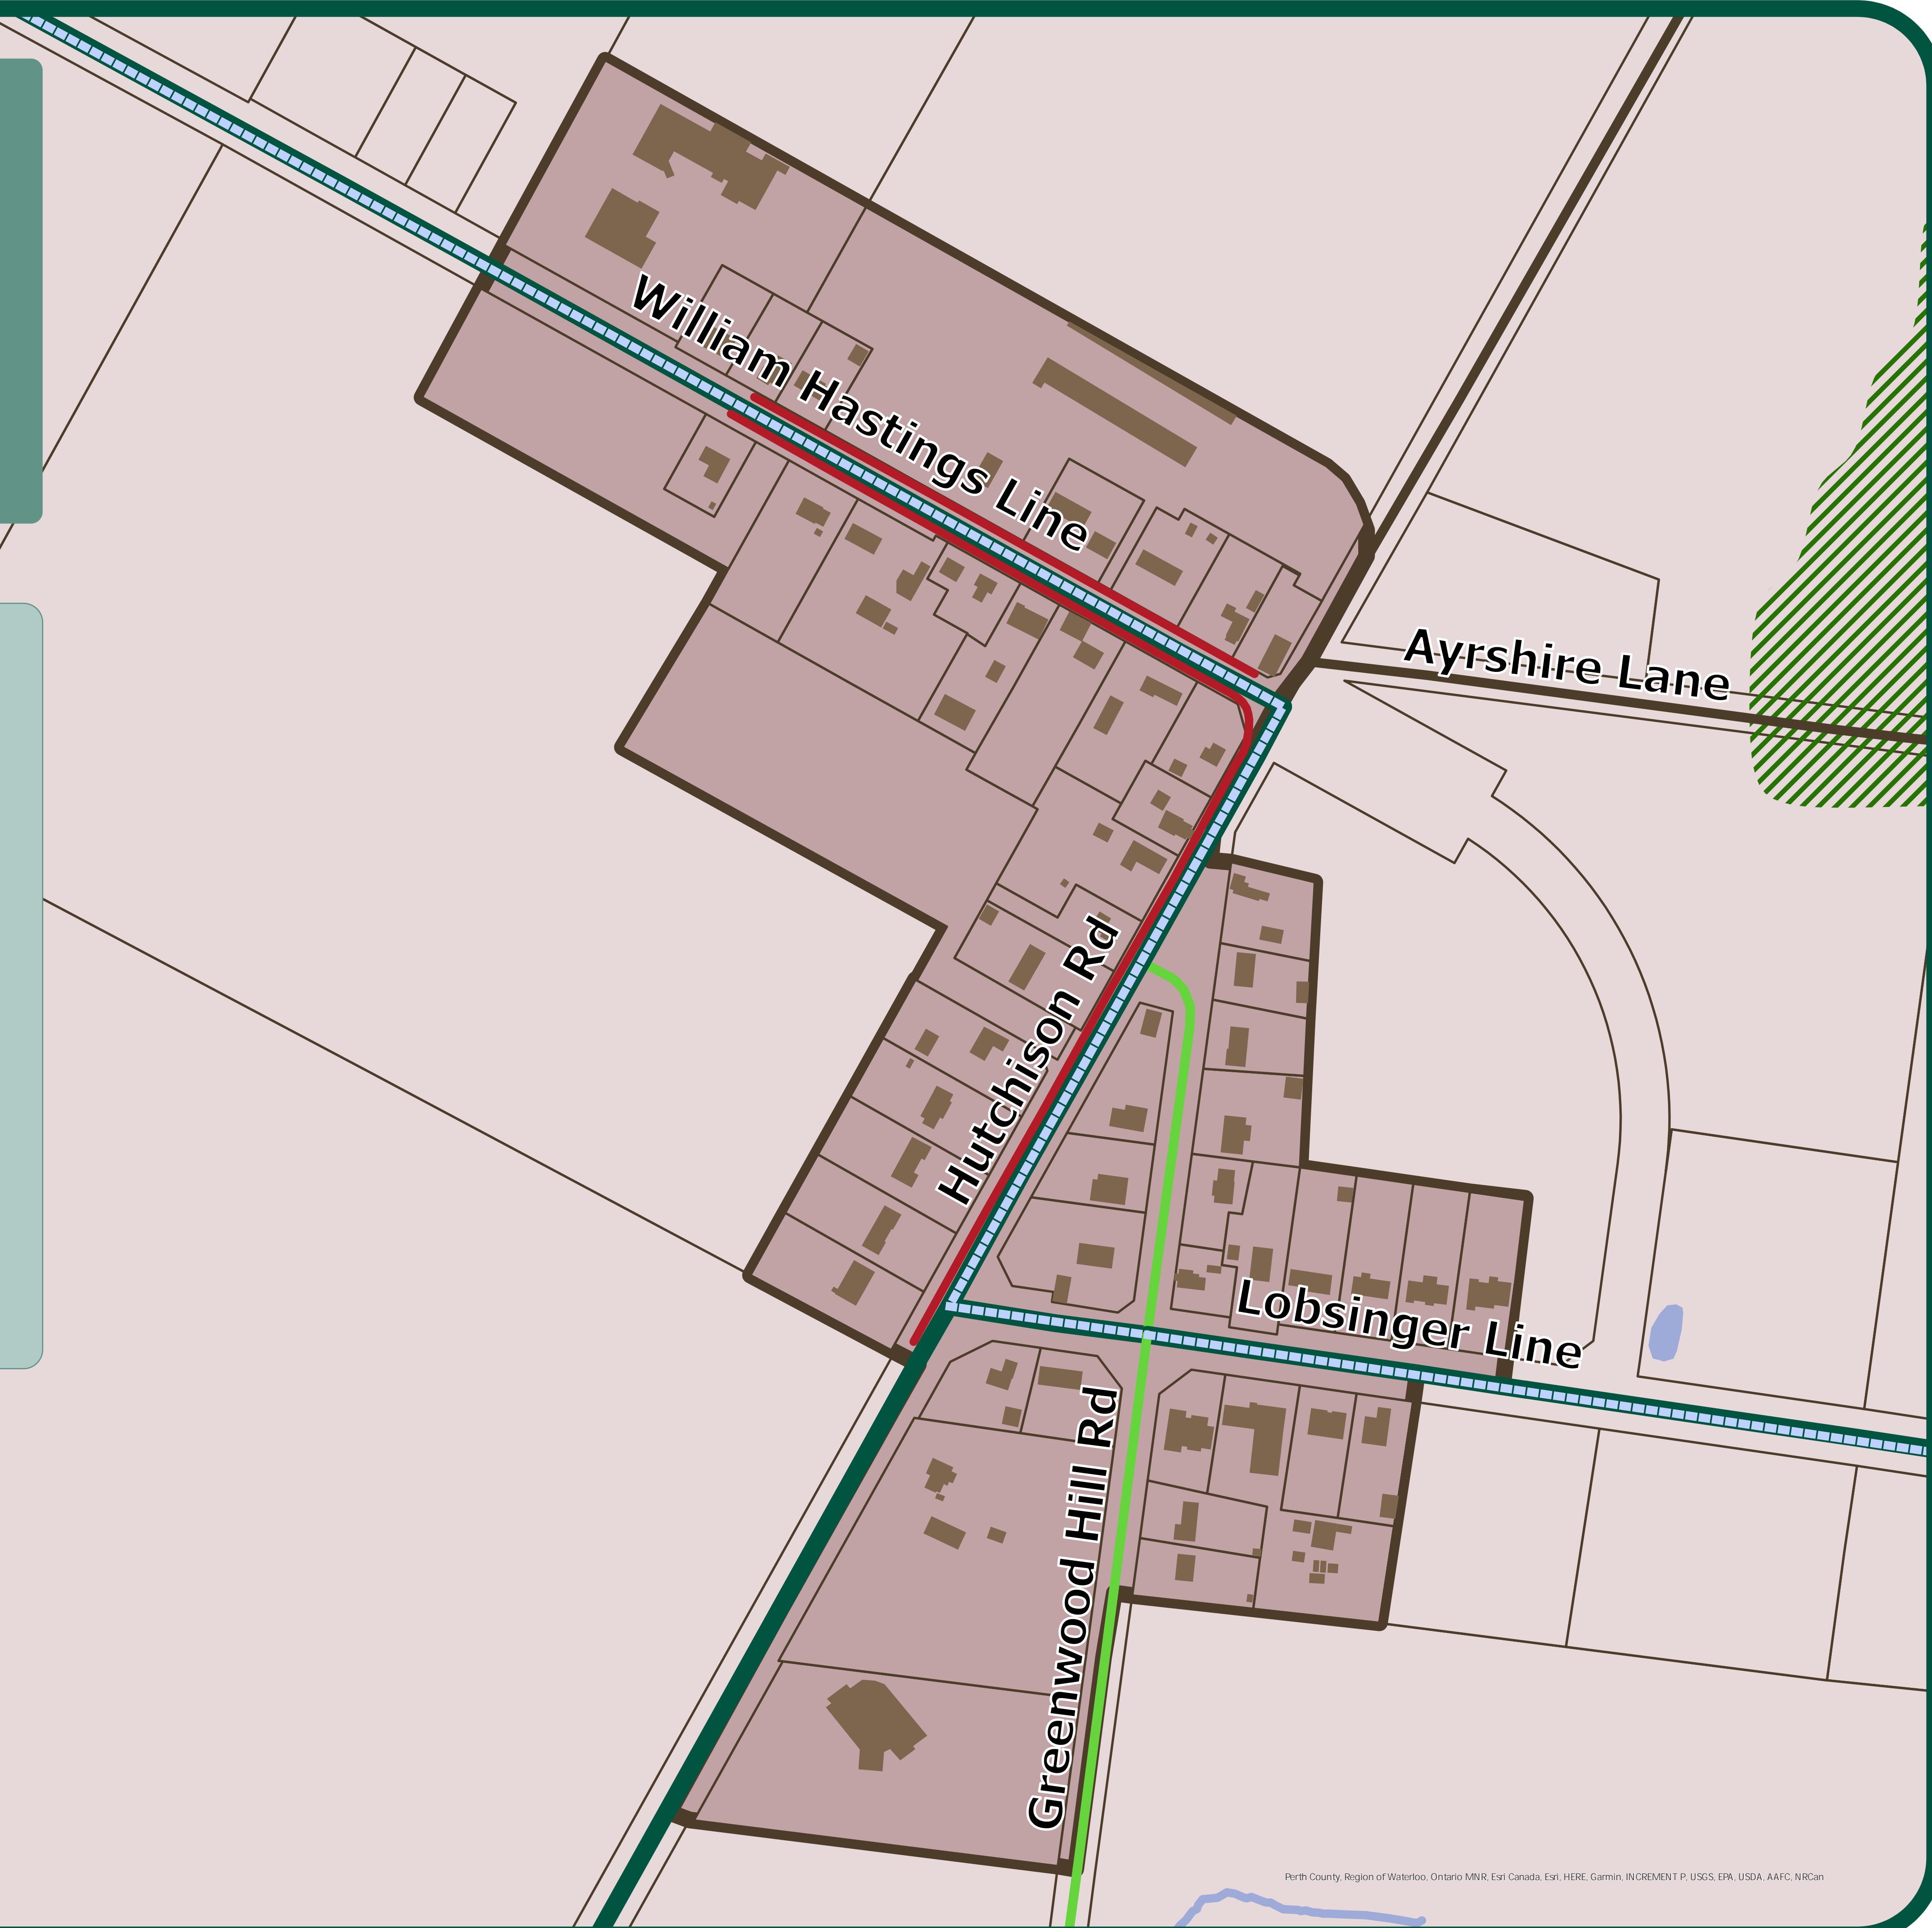 William Hastings Line
Ayrshire Lane
Hutchison Rd
Lobsinger Line
Greenwood Hill Rd
Perth County, Region of Waterloo, Ontario MNR, Esri Canada, Esri, HERE, Garmin, INCREMENT P, USGS, EPA, USDA, AAFC, NRCan